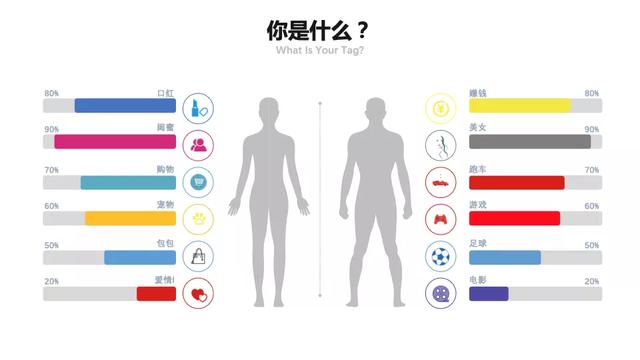 你是什么？
What Is Your Tag?
80%
口红
90%
闺蜜
70%
购物
60%
宠物
50%
包包
20%
爱情!
赚钱
80%
美女
90%
跑车
70%
游戏
60%
足球
50%
电影
20%